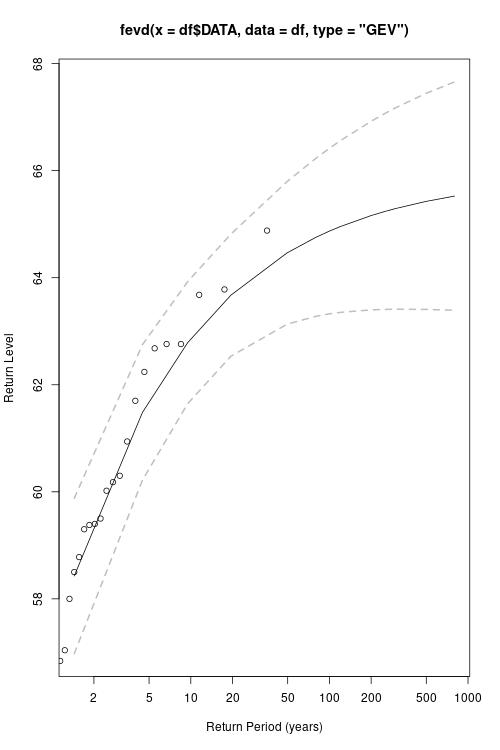 fevd(x = df$DATA, data = df, type = "GEV")
Return Level
68
66
64
62
60
58
2 5 10 20 50 100 200 500 1000
Return Period (years)